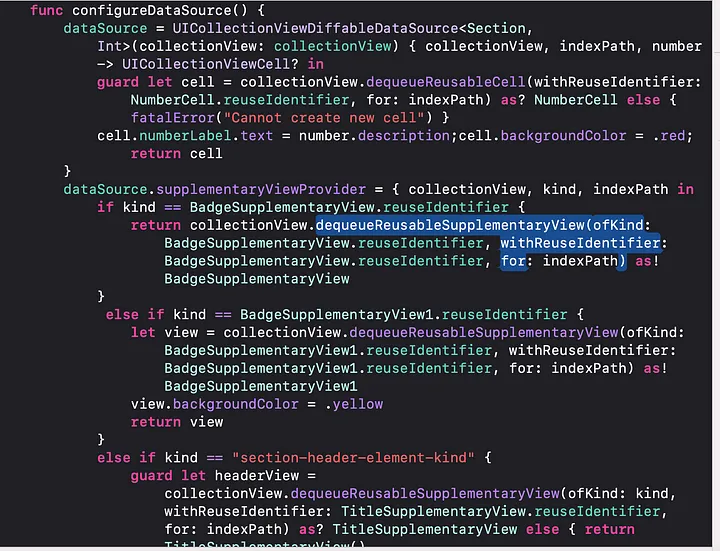 func configureDataSource() {
dataSource = UICollectionViewDiffableDataSource<Section,
Int>(collectionView: collectionView) { collectionView, indexPath, number
-> UICollectionViewCell? in
guard let cell = collectionView.dequeueReusableCell(withReuseIdentifier:
NumberCell.reuseIdentifier, for: indexPath) as? NumberCell else {
fatalError("Cannot create new cell") }
cell.numberLabel.text = number.description;cell.backgroundColor = .red;
return cell
}
dataSource.supplementaryViewProvider = { collectionView, kind, indexPath in
if kind == BadgeSupplementaryView.reuseIdentifier {
return collectionView.dequeueReusableSupplementaryView(ofKind:
BadgeSupplementaryView.reuseIdentifier, withReuseIdentifier:
BadgeSupplementaryView.reuseIdentifier, for: indexPath) as!
BadgeSupplementaryView
}
else if kind == BadgeSupplementaryView1.reuseIdentifier {
let view = collectionView.dequeueReusableSupplementaryView(ofKind:
BadgeSupplementaryView1.reuseIdentifier, withReuseIdentifier:
BadgeSupplementaryView1.reuseIdentifier, for: indexPath) as!
BadgeSupplementaryView1
view.backgroundColor = .yellow
return view
}
else if kind == "section-header-element-kind" {
guard let headerView =
collectionView.dequeueReusableSupplementaryView(ofKind: kind,
withReuseIdentifier: TitleSupplementaryView.reuseIdentifier,
for: indexPath) as? TitleSupplementaryView else { return
TitleSupplementaryView()